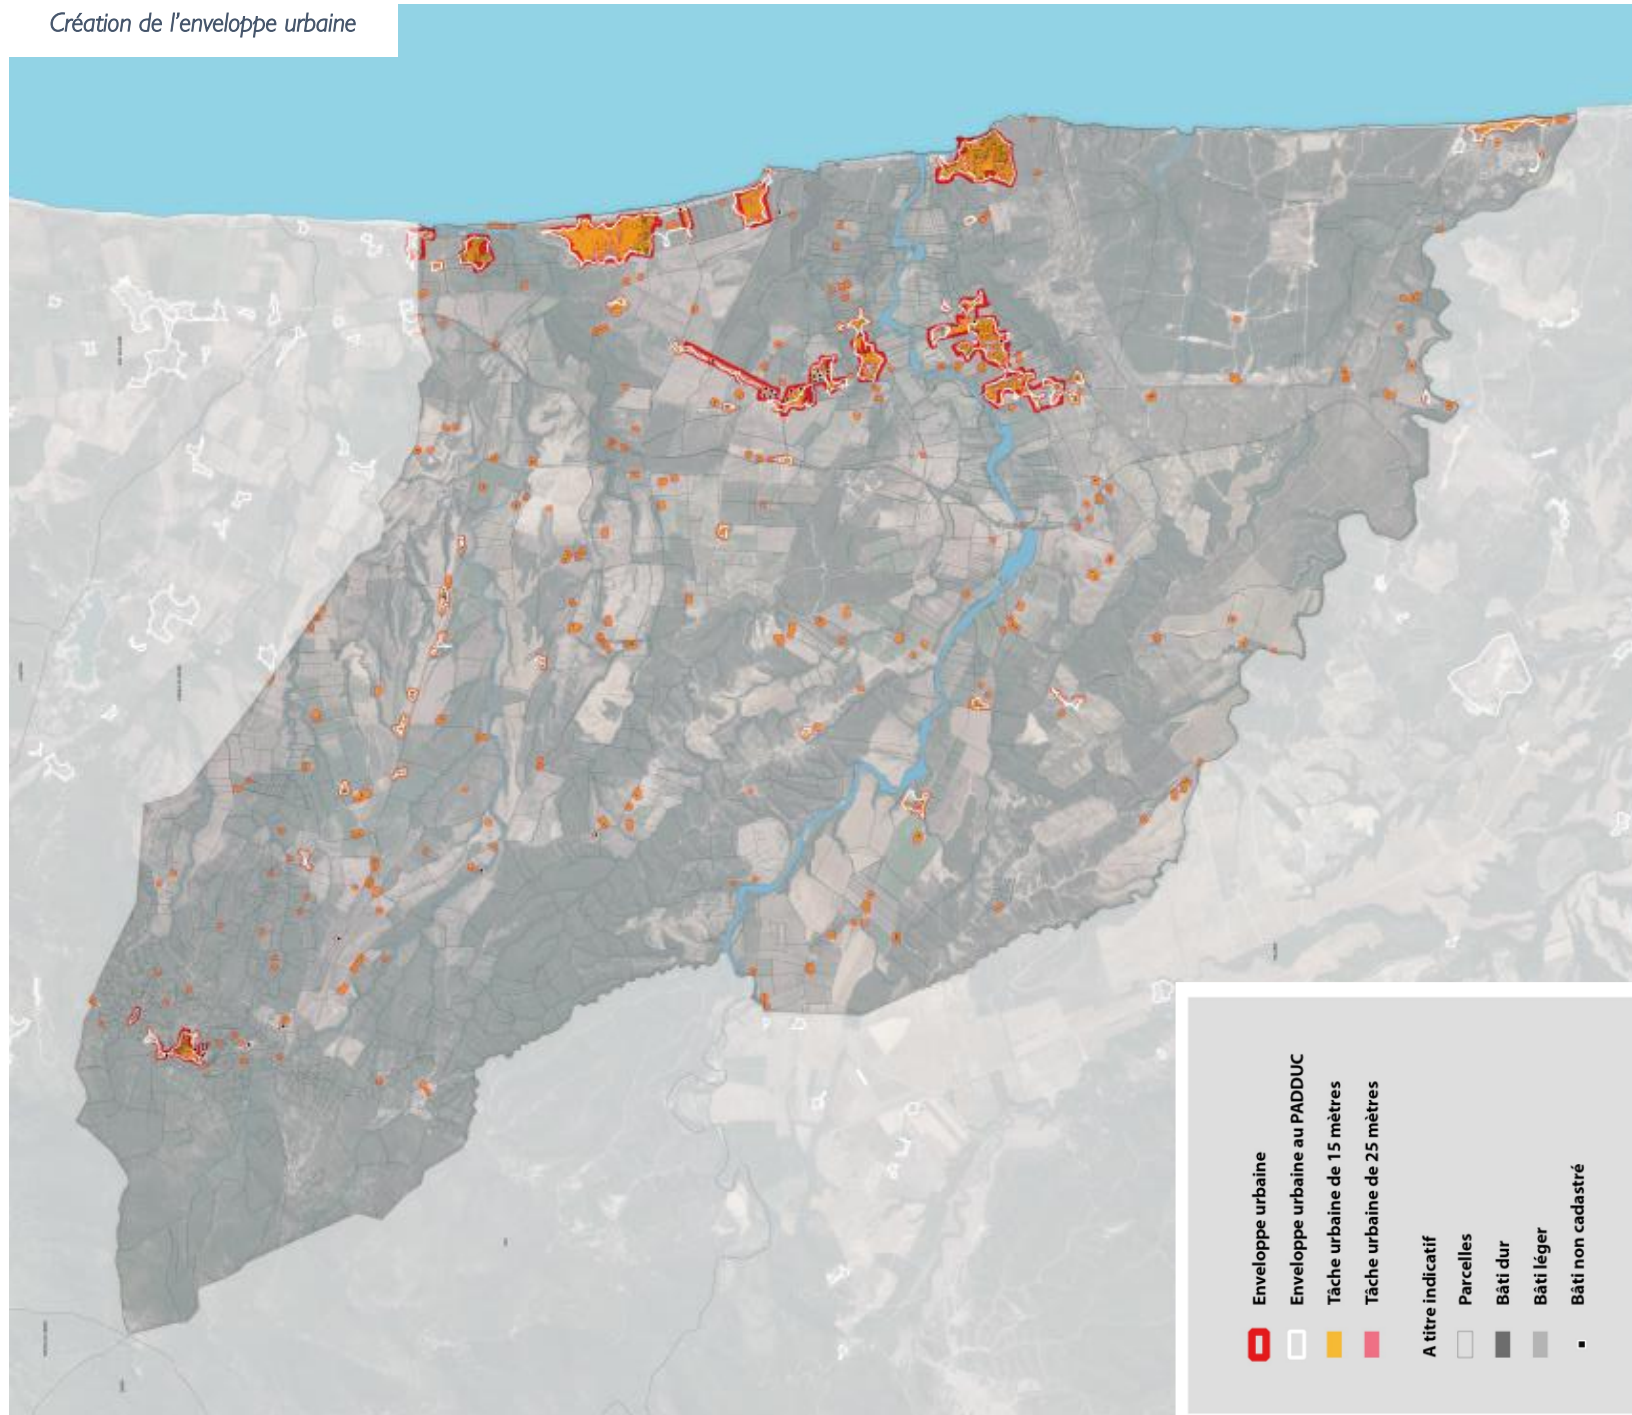 Création de l'enveloppe urbaine
Enveloppe urbaine
Enveloppe urbaine au PADDUC
Tâche urbaine de 15 mètres
Tâche urbaine de 25 mètres
A titre indicatif
Parcelles
Bâti dur
Bâti léger
Bâti non cadastré